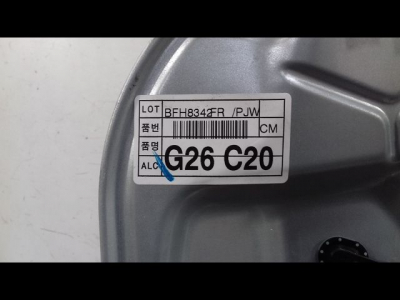 LOT BFH8342FR /PJW
품번 CM
품명
ALC G26 C20